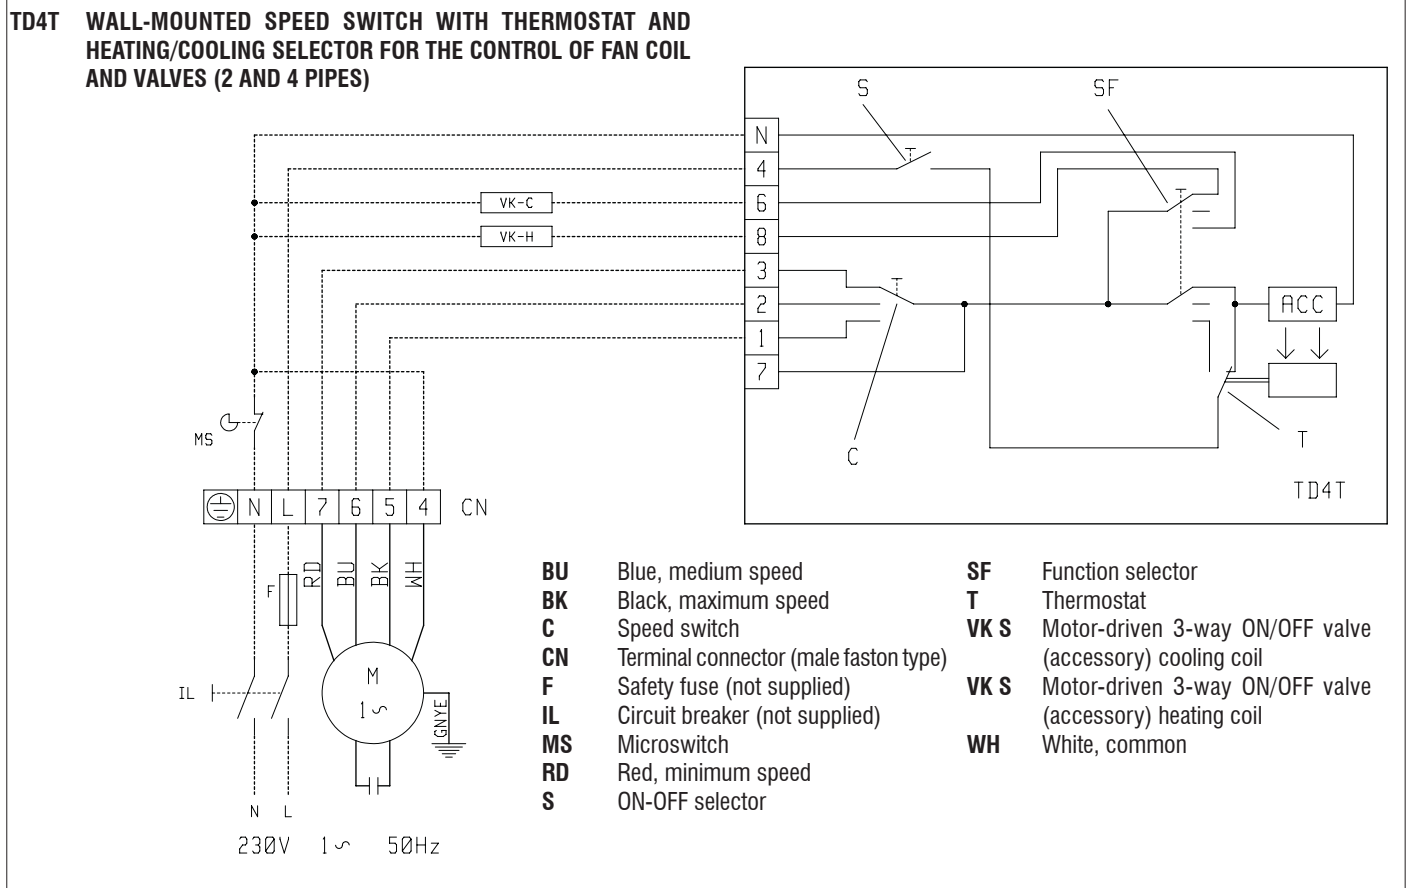 TD4T WALL-MOUNTED SPEED SWITCH WITH THERMOSTAT AND
HEATING/COOLING SELECTOR FOR THE CONTROL OF FAN COIL
AND VALVES (2 AND 4 PIPES)
S
SF
N
4
6
8
3
2
1
7
VK-C
VK-H
ACC
C
T
TD4T
MS
N L 7 6 5 4 CN
RD BU BK WH
F
M
1∿
IL
GNYE
N L
230V 1∿ 50Hz
BU Blue, medium speed
BK Black, maximum speed
C Speed switch
CN Terminal connector (male faston type)
F Safety fuse (not supplied)
IL Circuit breaker (not supplied)
MS Microswitch
RD Red, minimum speed
S ON-OFF selector
SF Function selector
T Thermostat
VK S Motor-driven 3-way ON/OFF valve
(accessory) cooling coil
VK S Motor-driven 3-way ON/OFF valve
(accessory) heating coil
WH White, common